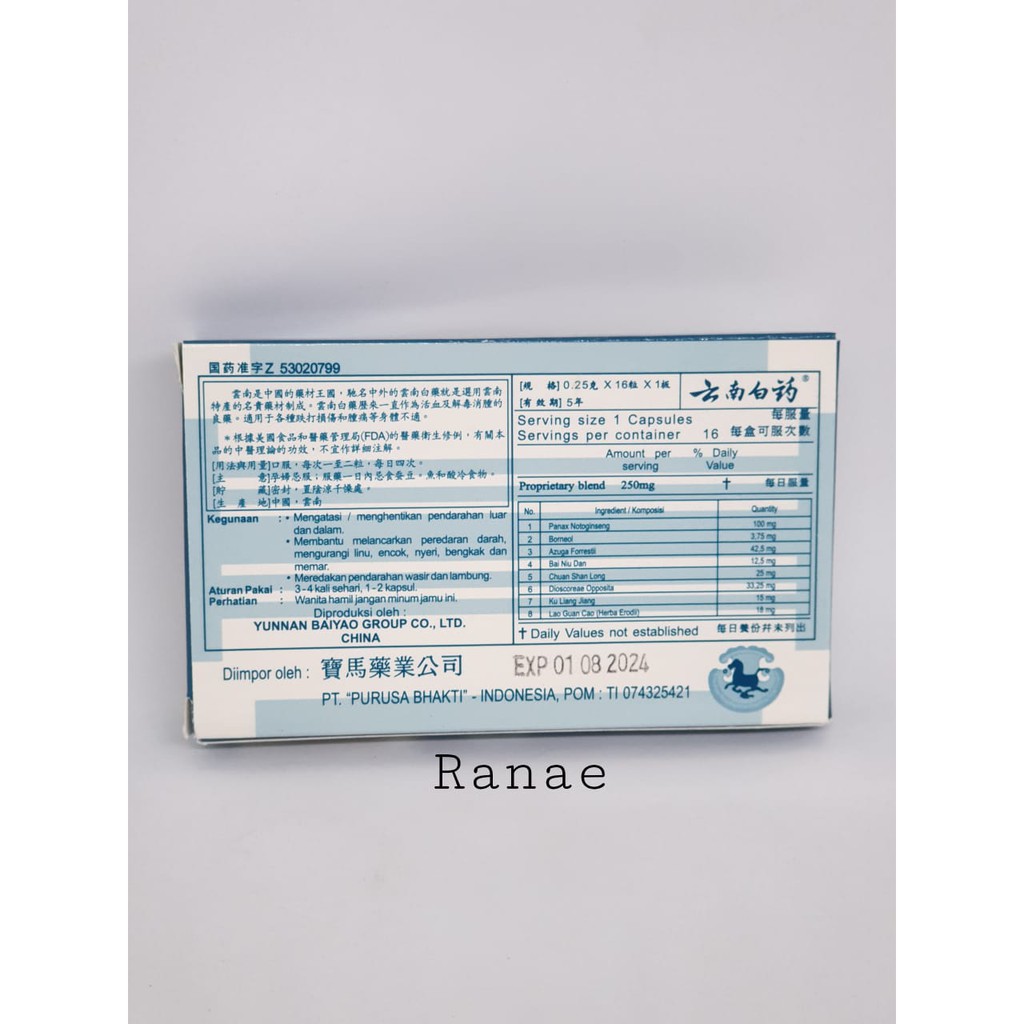 国药准字Z 53020799
雲南是中國的藥材王國，馳名中外的雲南白藥就是選用雲南
特產的名貴藥材制成。雲南白藥歷來一直作為活血及解毒消腫的
良藥。適用于各種跌打損傷和腫痛等身體不適。
＊根據美國食品和醫藥管理局(FDA)的醫藥衛生修例，有關本
品的中醫理論的功效，不宜作詳細注解。
[用法與用量]口服，每次一至二粒，每日四次。
[主　意]孕婦忌服；服藥一日內忌食蠶豆，魚和酸冷食物。
[貯　藏]密封，置陰涼干燥處。
[生 產 地]中國，雲南
Kegunaan : • Mengatasi / menghentikan pendarahan luar
dan dalam.
• Membantu melancarkan peredaran darah,
mengurangi linu, encok, nyeri, bengkak dan
memar.
• Meredakan pendarahan wasir dan lambung.
Aturan Pakai : 3-4 kali sehari, 1-2 kapsul.
Perhatian : Wanita hamil jangan minum jamu ini.
Diproduksi oleh :
YUNNAN BAIYAO GROUP CO., LTD.
CHINA
[规　格] 0.25克 X 16粒 X 1板
[有 效 期] 5年
云南白药®
Serving size 1 Capsules 每服量
Servings per container 16 每盒可服次數
Amount per serving
% Daily Value
Proprietary blend 250mg † 每日服量
No. Ingredient / Komposisi Quantity
1 Panax Notoginseng 100 mg
2 Borneol 3,75 mg
3 Azuga Forrestii 42,5 mg
4 Bai Niu Dan 12,5 mg
5 Chuan Shan Long 25 mg
6 Dioscoreae Opposita 33,25 mg
7 Ku Liang Jiang 15 mg
8 Lao Guan Cao (Herba Erodii) 18 mg
† Daily Values not established 每日養份幷未列出
Diimpor oleh : 寶馬藥業公司
EXP 01 08 2024
PT. "PURUSA BHAKTI" - INDONESIA, POM : TI 074325421
Ranae